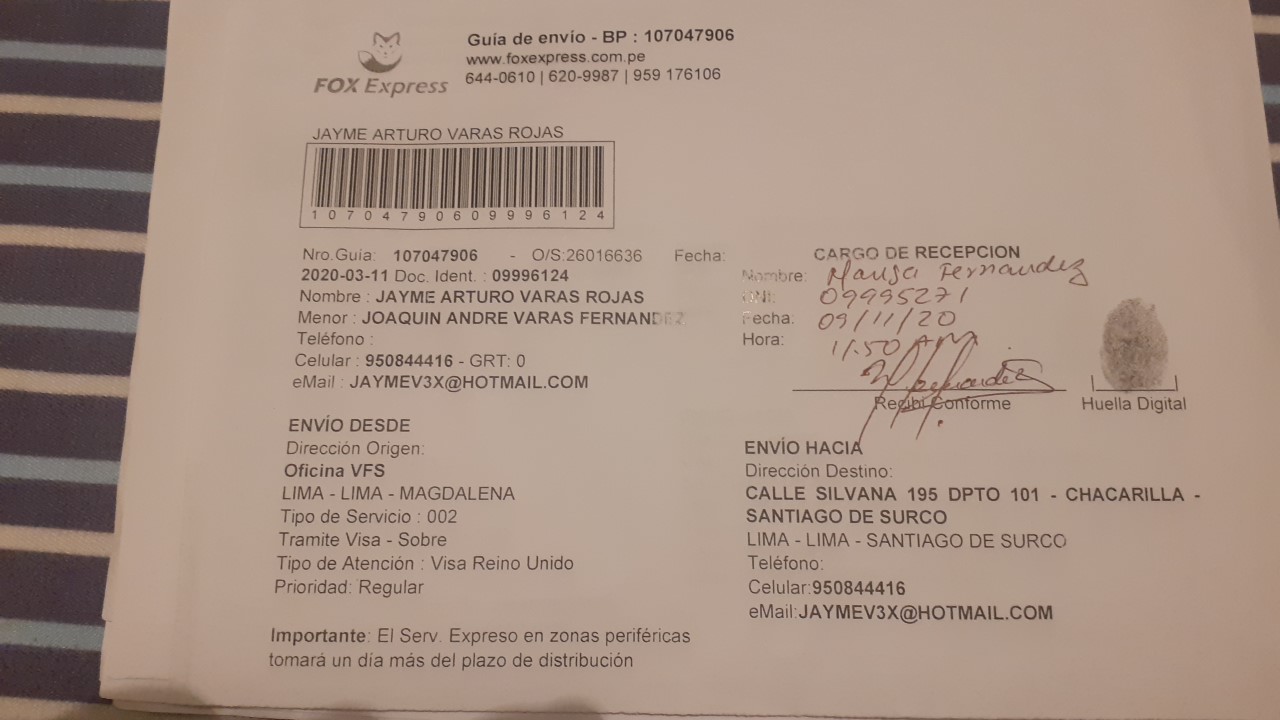 FOX Express
Guía de envío - BP : 107047906
www.foxexpress.com.pe
644-0610 | 620-9987 | 959 176106
JAYME ARTURO VARAS ROJAS
10704790609996124
Nro.Guía: 107047906 - O/S:26016636 Fecha:
2020-03-11 Doc. Ident. : 09996124
Nombre : JAYME ARTURO VARAS ROJAS
Menor : JOAQUIN ANDRE VARAS FERNANDEZ
Teléfono :
Celular : 950844416 - GRT: 0
eMail : JAYMEV3X@HOTMAIL.COM
CARGO DE RECEPCION
Nombre: Fernandez
DNI: 09995271
Fecha: 09/11/20
Hora: 11:50 AM
Recibí Conforme
Huella Digital
ENVÍO DESDE
Dirección Origen:
Oficina VFS
LIMA - LIMA - MAGDALENA
Tipo de Servicio : 002
Tramite Visa - Sobre
Tipo de Atención : Visa Reino Unido
Prioridad: Regular
ENVÍO HACIA
Dirección Destino:
CALLE SILVANA 195 DPTO 101 - CHACARILLA -
SANTIAGO DE SURCO
LIMA - LIMA - SANTIAGO DE SURCO
Teléfono:
Celular:950844416
eMail:JAYMEV3X@HOTMAIL.COM
Importante: El Serv. Expreso en zonas periféricas
tomará un día más del plazo de distribución